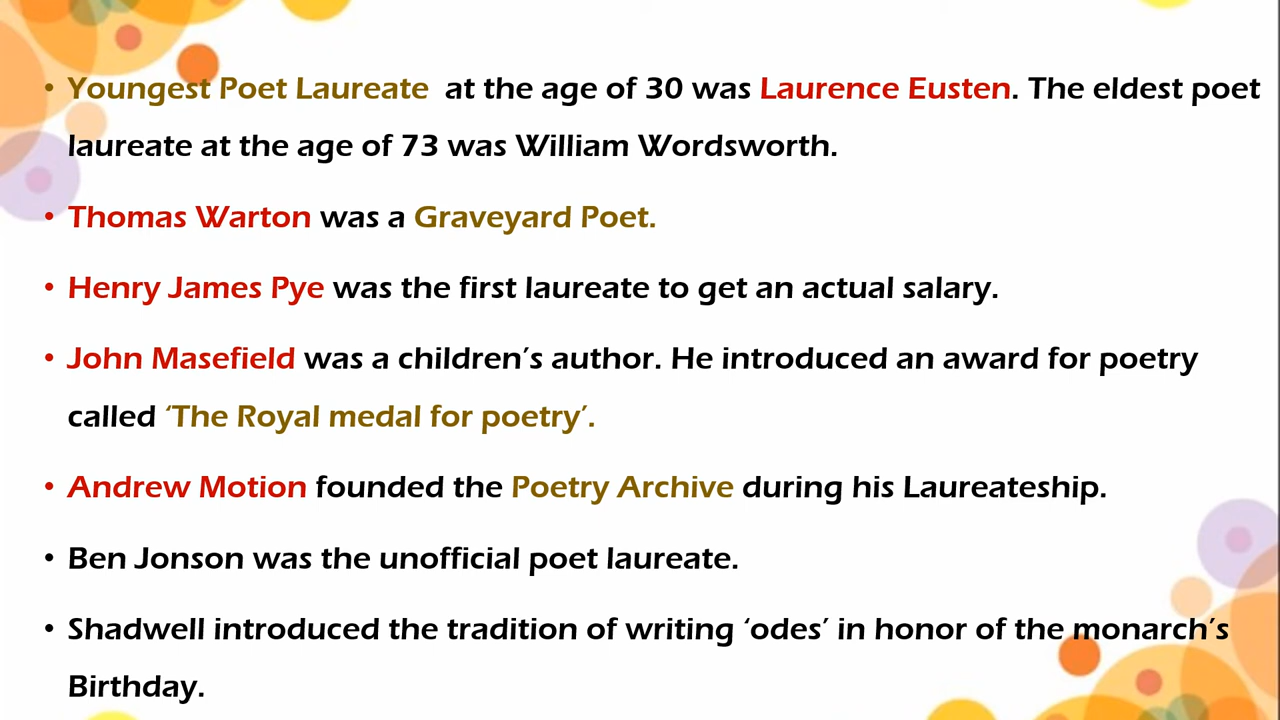 • Youngest Poet Laureate at the age of 30 was Laurence Eusten. The eldest poet
laureate at the age of 73 was William Wordsworth.
• Thomas Warton was a Graveyard Poet.
• Henry James Pye was the first laureate to get an actual salary.
• John Masefield was a children’s author. He introduced an award for poetry
called ‘The Royal medal for poetry’.
• Andrew Motion founded the Poetry Archive during his Laureateship.
• Ben Jonson was the unofficial poet laureate.
• Shadwell introduced the tradition of writing ‘odes’ in honor of the monarch’s
Birthday.